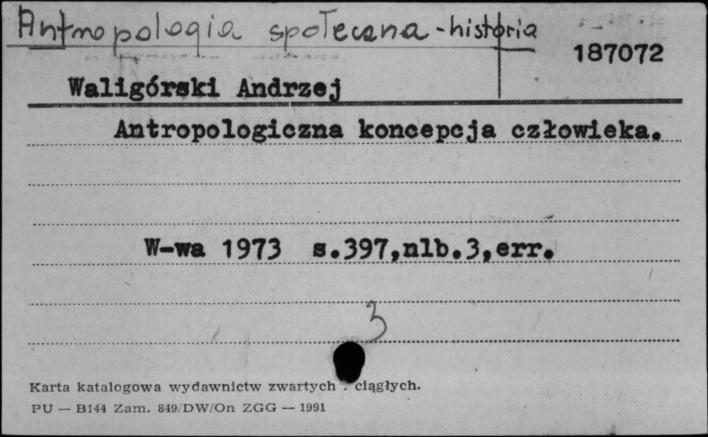 Antropologia społeczna - historia
187072
Waligórski Andrzej
Antropologiczna koncepcja człowieka.
W-wa 1973 s.397,nlb.3,err.
3
Karta katalogowa wydawnictw zwartych . ciągłych.
PU — B144 Zam. 849/DW/On ZGG — 1991